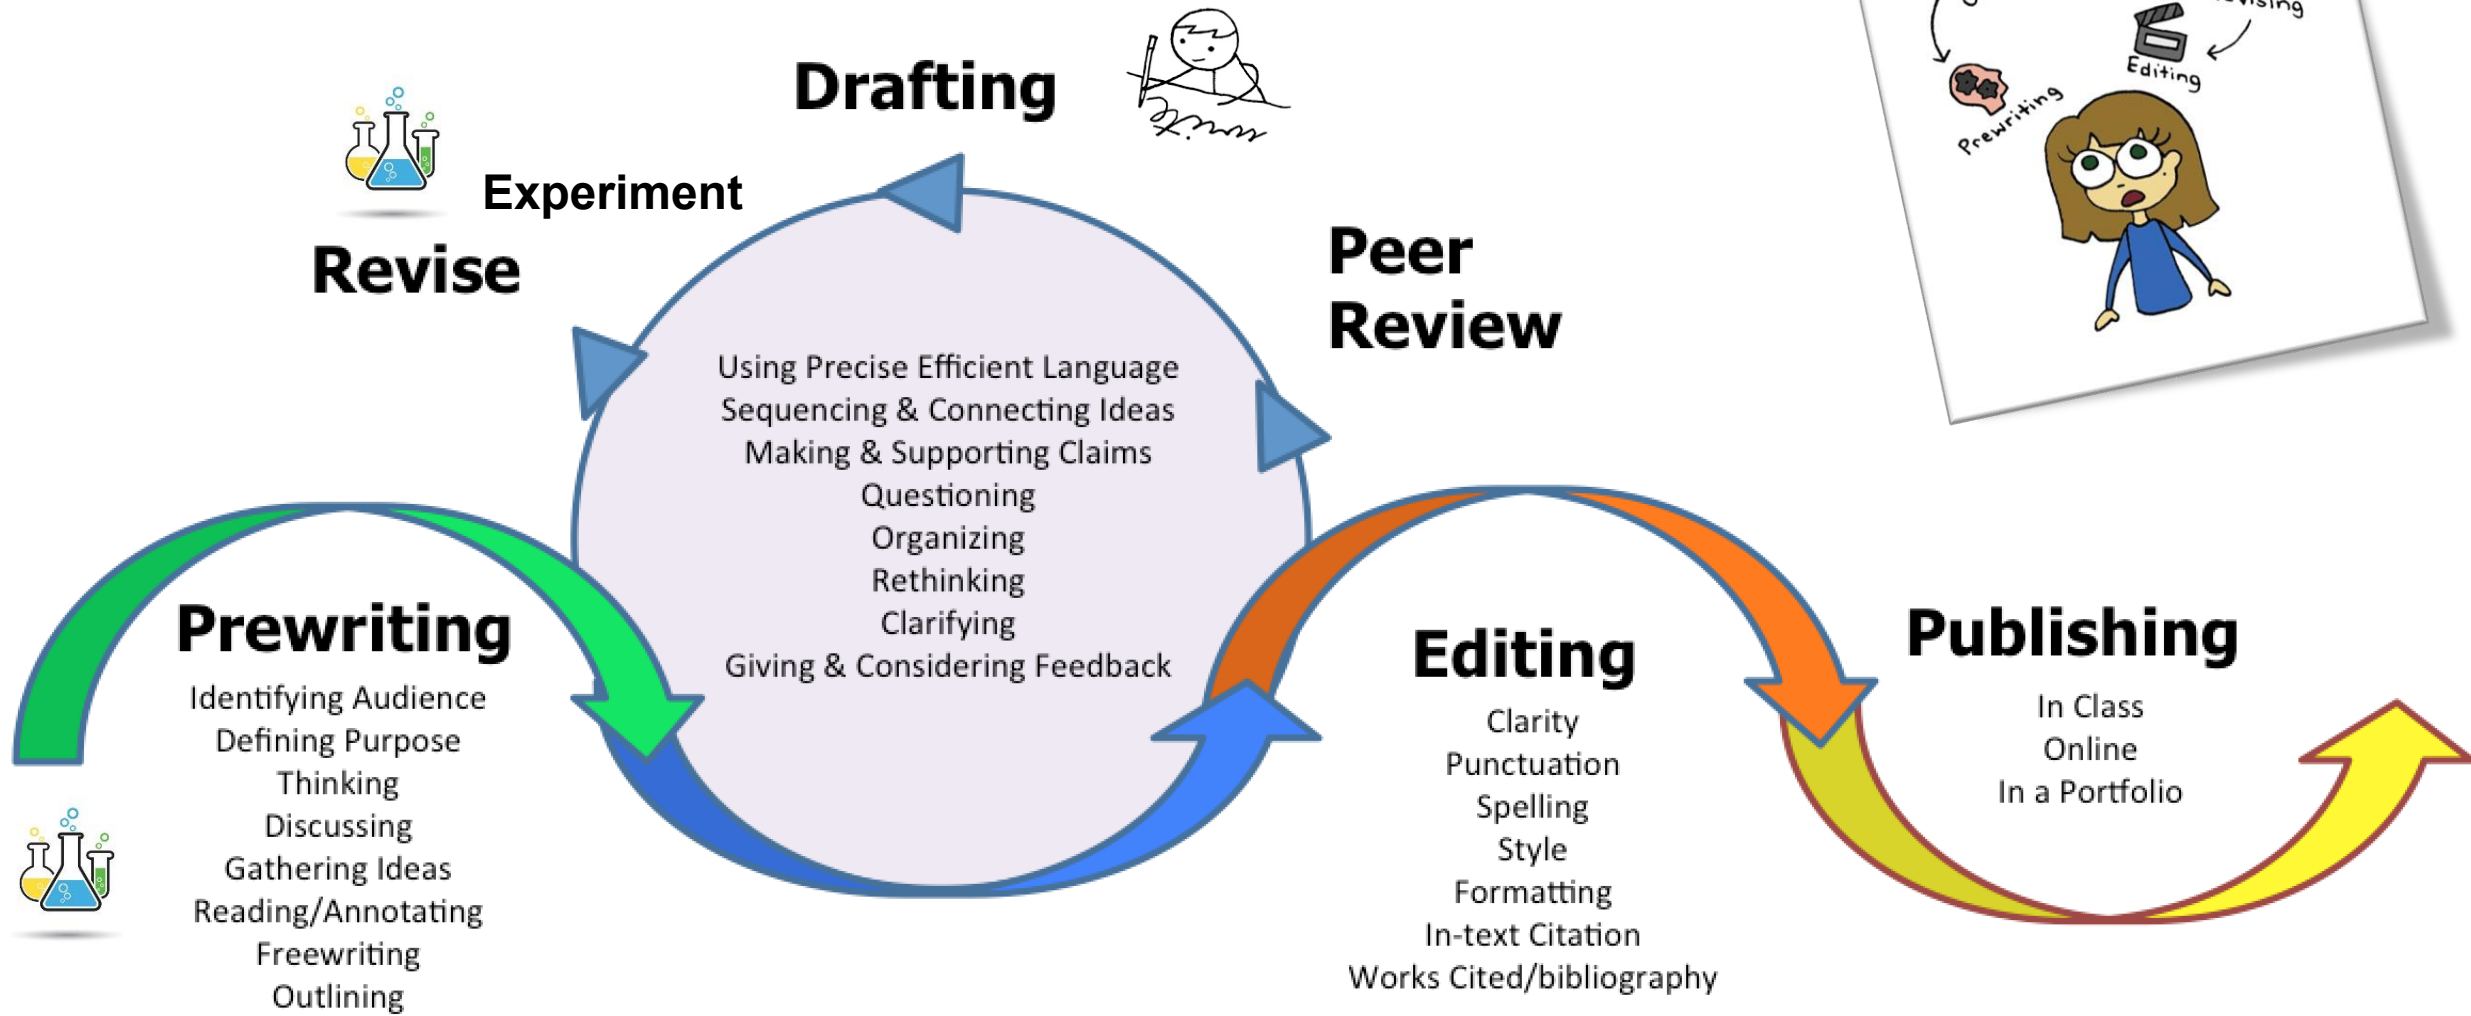 Drafting
write
Experiment
Revise
Peer
Review
Editing
Prewriting
Using Precise Efficient Language
Sequencing & Connecting Ideas
Making & Supporting Claims
Questioning
Organizing
Rethinking
Clarifying
Giving & Considering Feedback
Prewriting
Identifying Audience
Defining Purpose
Thinking
Discussing
Gathering Ideas
Reading/Annotating
Freewriting
Outlining
Editing
Clarity
Punctuation
Spelling
Style
Formatting
In-text Citation
Works Cited/bibliography
Publishing
In Class
Online
In a Portfolio